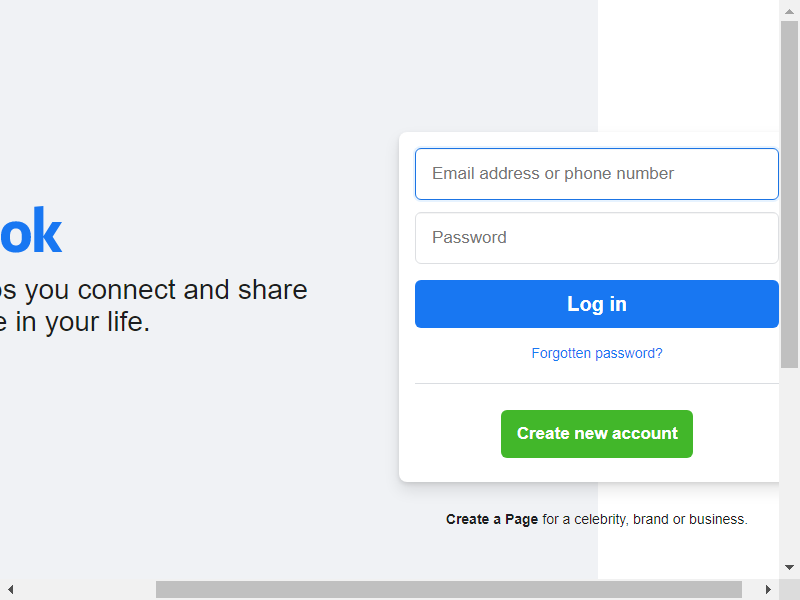 ok
you connect and share
in your life.
Email address or phone number
Password
Log in
Forgotten password?
Create new account
Create a Page for a celebrity, brand or business.